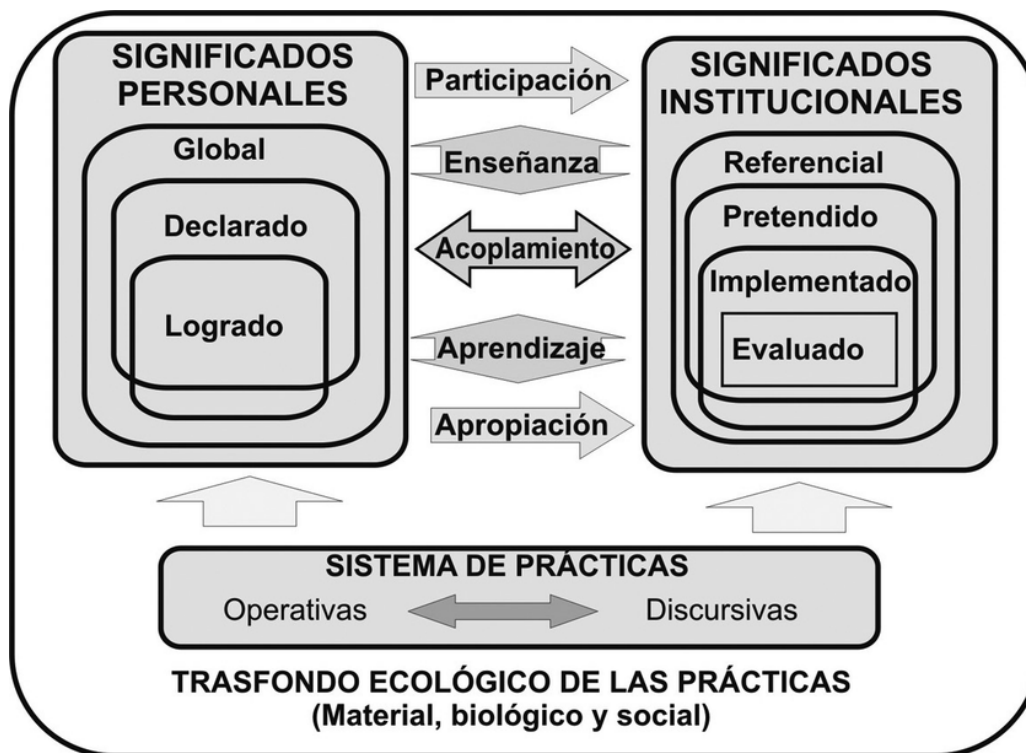 SIGNIFICADOS
PERSONALES
Global
Declarado
Logrado
Participación
Enseñanza
Acoplamiento
Aprendizaje
Apropiación
SIGNIFICADOS
INSTITUCIONALES
Referencial
Pretendido
Implementado
Evaluado
SISTEMA DE PRÁCTICAS
Operativas
Discursivas
TRASFONDO ECOLÓGICO DE LAS PRÁCTICAS
(Material, biológico y social)